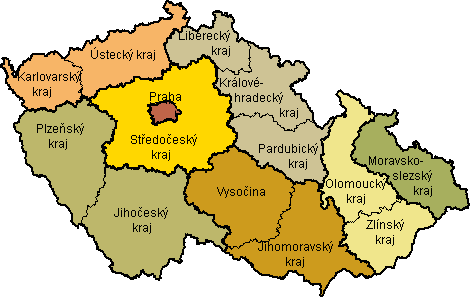 Liberecký
kraj
Ústecký kraj
Karlovarský
kraj
Králové-
hradecký
kraj
Praha
Plzeňský
kraj
Středočeský
kraj
Pardubický
kraj
Moravsko-
slezský
kraj
Olomoucký
kraj
Vysočina
Jihočeský
kraj
Zlínský
kraj
Jihomoravský
kraj